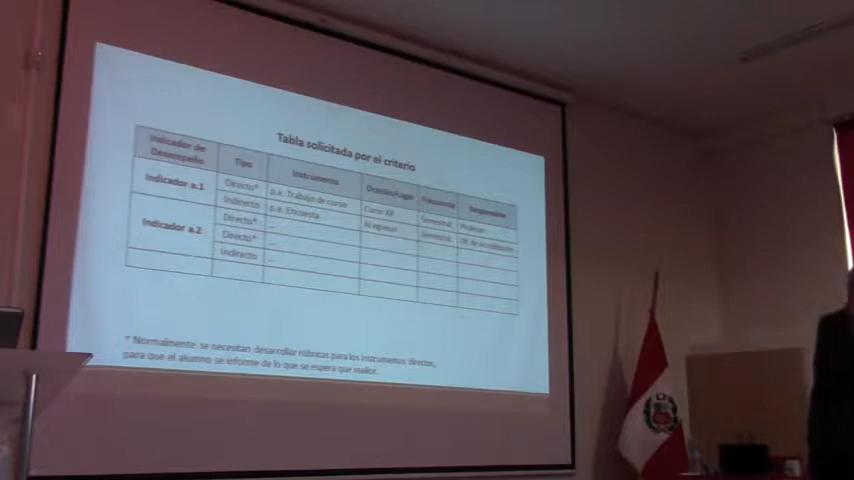 Tabla solicitada por el criterio
Indicador de Desempeño Tipo Instrumento Ocasión/Lugar Frecuencia Responsable
Indicador a.1 Directo* p.e. Trabajo de curso Curso XX Semestral Profesor
Indirecto p.e. Encuesta Al egresar Semestral Of. de Acreditación
Indicador a.2 Directo* ...
Directo* ...
Indirecto ...
* Normalmente se necesitan desarrollar rúbricas para los instrumentos directos,
para que el alumno se informe de lo que se espera que realice.